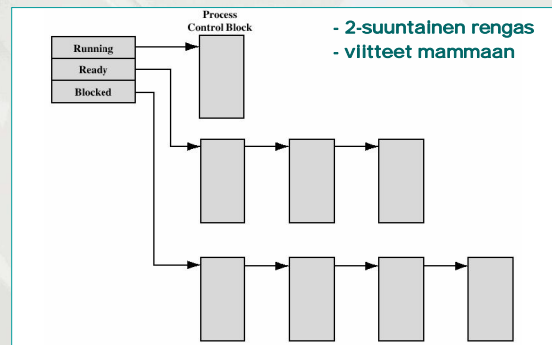 Process
Control Block
- 2-suuntainen rengas
- viitteet mammaan
Running
Ready
Blocked